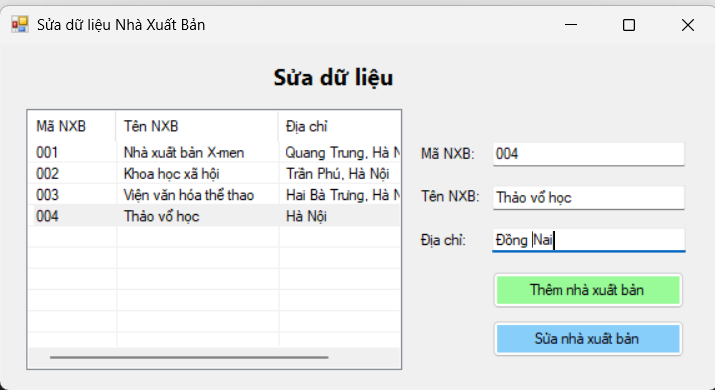 Sửa dữ liệu Nhà Xuất Bản
Sửa dữ liệu
Mã NXB Tên NXB Địa chỉ
001 Nhà xuất bản X-men Quang Trung, Hà N
002 Khoa học xã hội Trần Phú, Hà Nội
003 Viện văn hóa thể thao Hai Bà Trưng, Hà N
004 Thảo vổ học Hà Nội
Mã NXB: 004
Tên NXB: Thảo vổ học
Địa chỉ: Đồng Nai
Thêm nhà xuất bản
Sửa nhà xuất bản